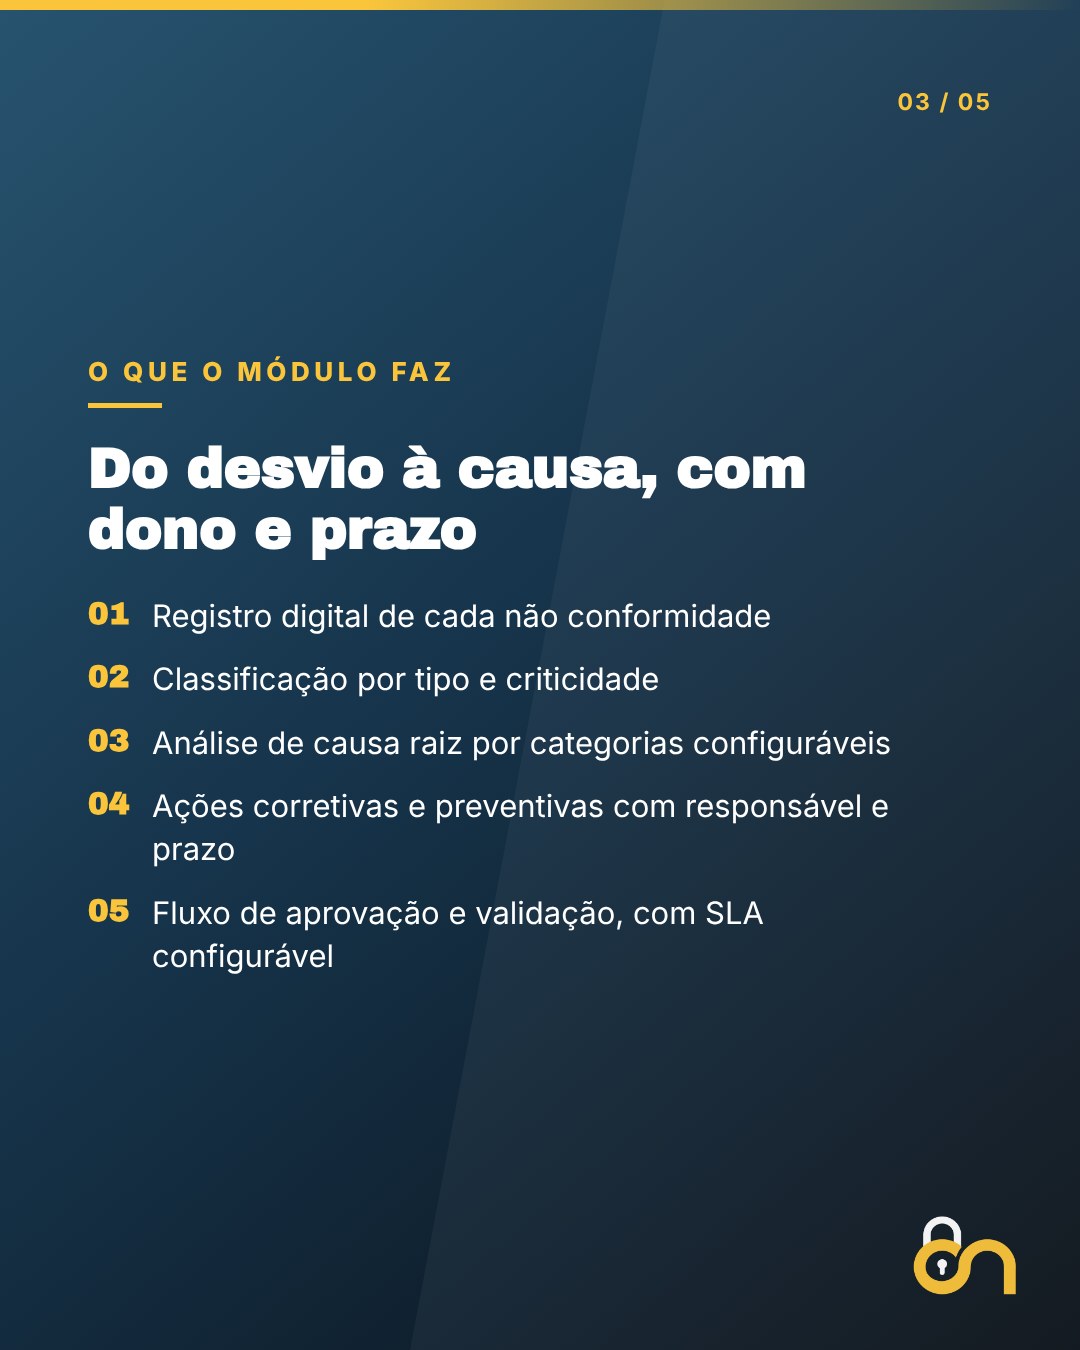 03 / 05
O QUE O MÓDULO FAZ
Do desvio à causa, com
dono e prazo
01 Registro digital de cada não conformidade
02 Classificação por tipo e criticidade
03 Análise de causa raiz por categorias configuráveis
04 Ações corretivas e preventivas com responsável e
prazo
05 Fluxo de aprovação e validação, com SLA
configurável
on